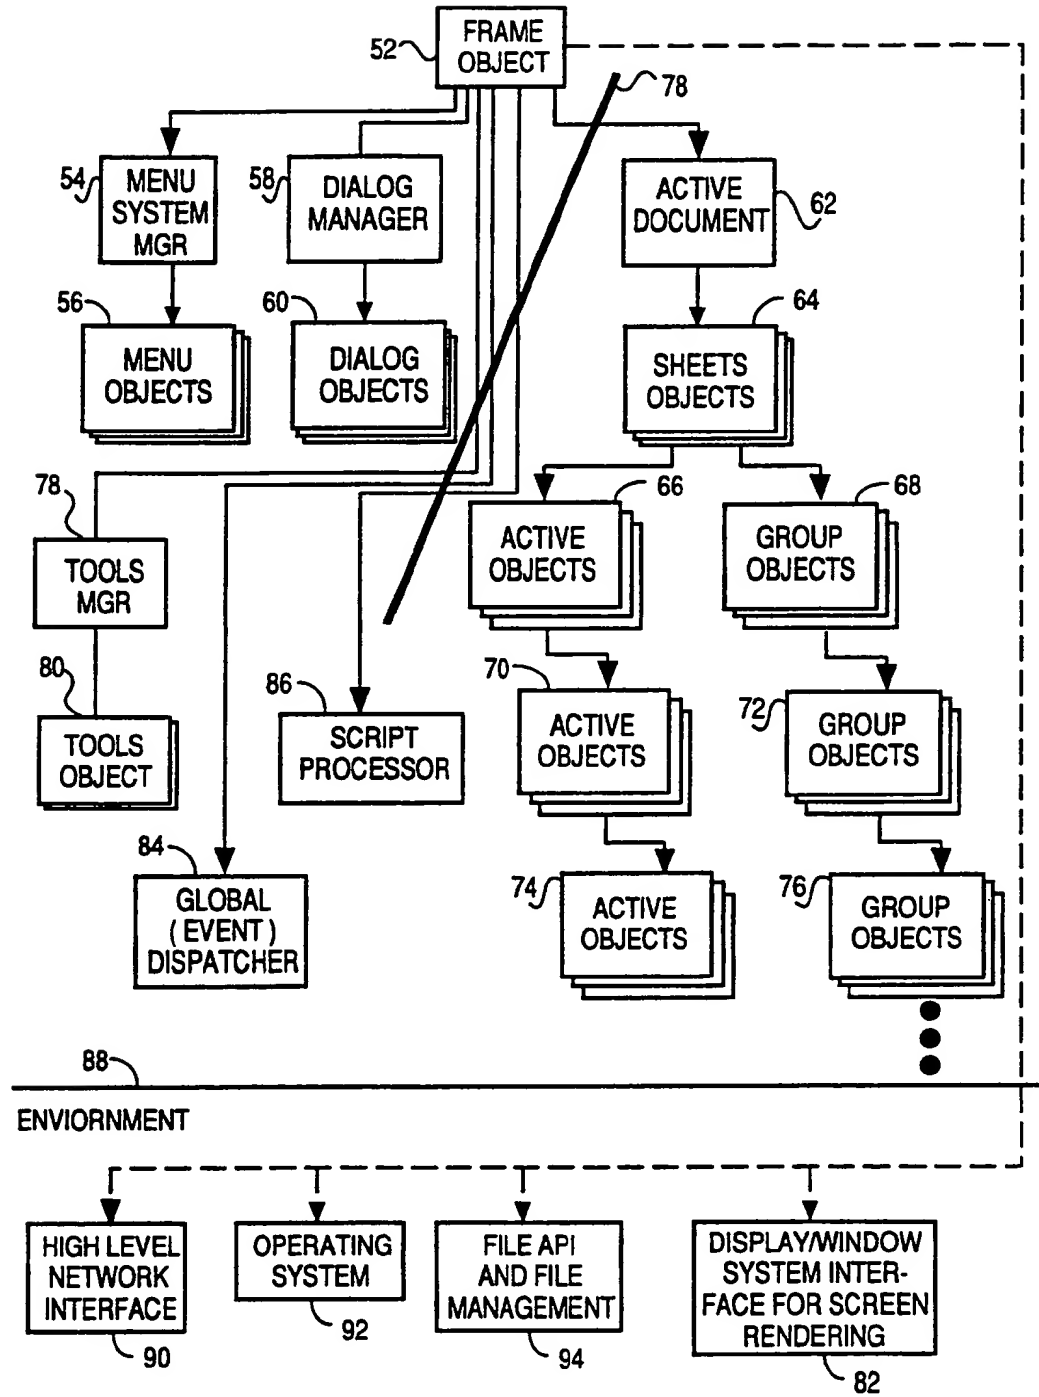 FRAME
OBJECT
52
78
54
MENU
SYSTEM
MGR
58
DIALOG
MANAGER
ACTIVE
DOCUMENT
62
56
MENU
OBJECTS
60
DIALOG
OBJECTS
64
SHEETS
OBJECTS
78
TOOLS
MGR
66
ACTIVE
OBJECTS
68
GROUP
OBJECTS
80
TOOLS
OBJECT
86
SCRIPT
PROCESSOR
70
ACTIVE
OBJECTS
72
GROUP
OBJECTS
84
GLOBAL
(EVENT)
DISPATCHER
74
ACTIVE
OBJECTS
76
GROUP
OBJECTS
88
ENVIORNMENT
HIGH LEVEL
NETWORK
INTERFACE
90
OPERATING
SYSTEM
92
FILE API
AND FILE
MANAGEMENT
94
DISPLAY/WINDOW
SYSTEM INTER-
FACE FOR SCREEN
RENDERING
82